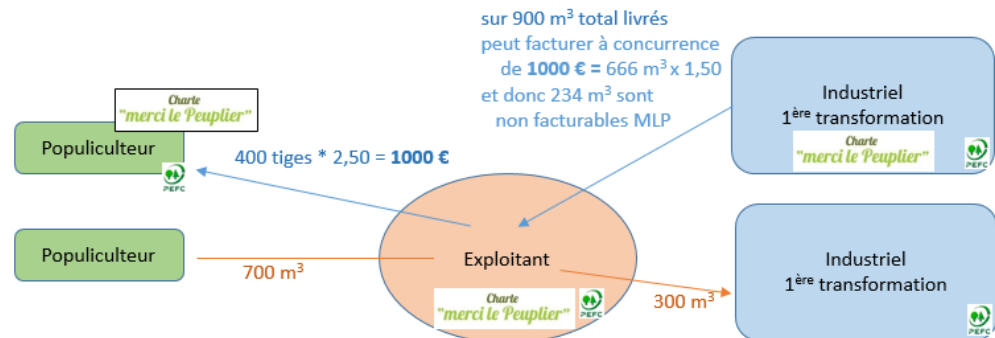 sur 900 m³ total livrés
peut facturer à concurrence
de 1000 € = 666 m³ x 1,50
et donc 234 m³ sont
non facturables MLP
Charte
"merci le Peuplier"
Populiculteur
PEFC
400 tiges * 2,50 = 1000 €
Industriel
1ère transformation
Charte
"merci le Peuplier"
PEFC
Populiculteur
700 m³
Exploitant
Charte
"merci le Peuplier"
PEFC
300 m³
Industriel
1ère transformation
PEFC